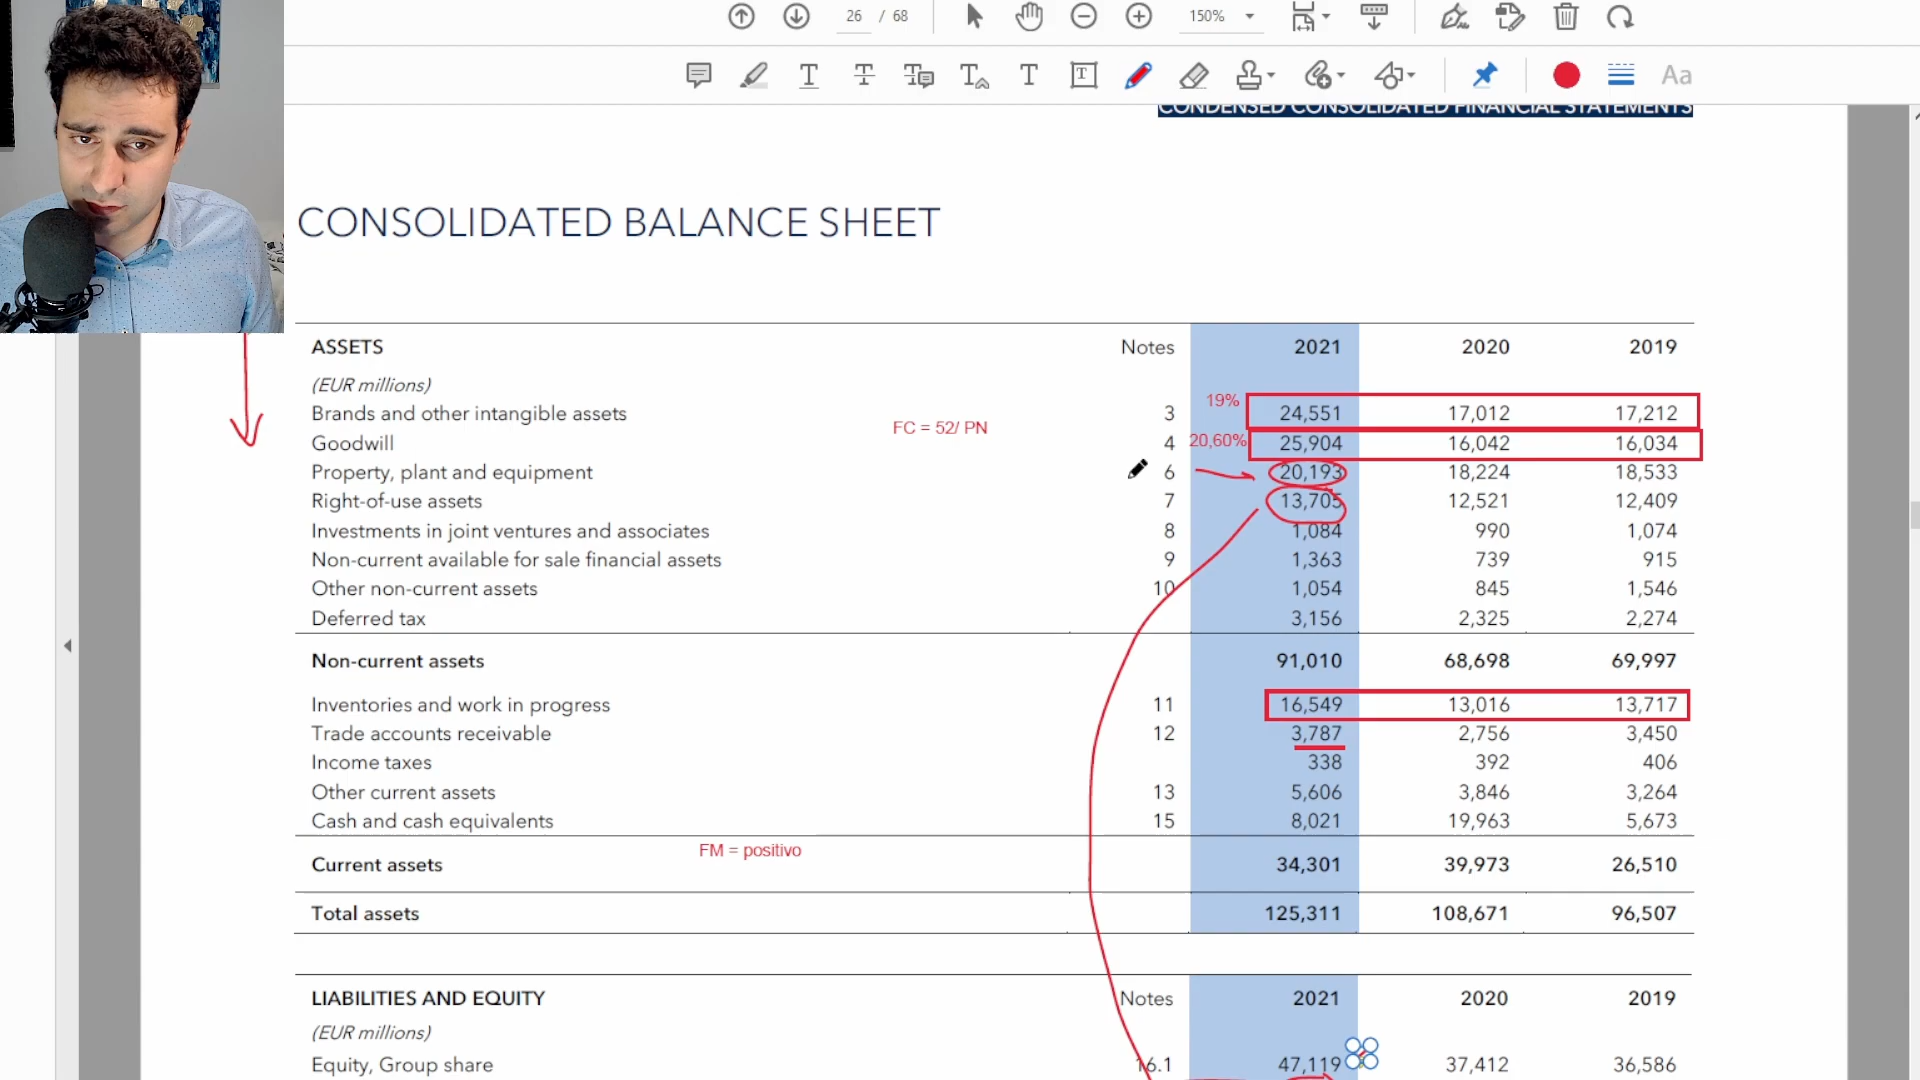 26 / 68
150%
Aa
CONDENSED CONSOLIDATED FINANCIAL STATEMENTS
CONSOLIDATED BALANCE SHEET
ASSETS Notes 2021 2020 2019
(EUR millions)
19%
Brands and other intangible assets 3 24,551 17,012 17,212
FC = 52/ PN
Goodwill 4 20,60% 25,904 16,042 16,034
Property, plant and equipment 6 20,193 18,224 18,533
Right-of-use assets 7 13,705 12,521 12,409
Investments in joint ventures and associates 8 1,084 990 1,074
Non-current available for sale financial assets 9 1,363 739 915
Other non-current assets 10 1,054 845 1,546
Deferred tax 3,156 2,325 2,274
Non-current assets 91,010 68,698 69,997
Inventories and work in progress 11 16,549 13,016 13,717
Trade accounts receivable 12 3,787 2,756 3,450
Income taxes 338 392 406
Other current assets 13 5,606 3,846 3,264
Cash and cash equivalents 15 8,021 19,963 5,673
FM = positivo
Current assets 34,301 39,973 26,510
Total assets 125,311 108,671 96,507
LIABILITIES AND EQUITY Notes 2021 2020 2019
(EUR millions)
Equity, Group share 16.1 47,119 37,412 36,586